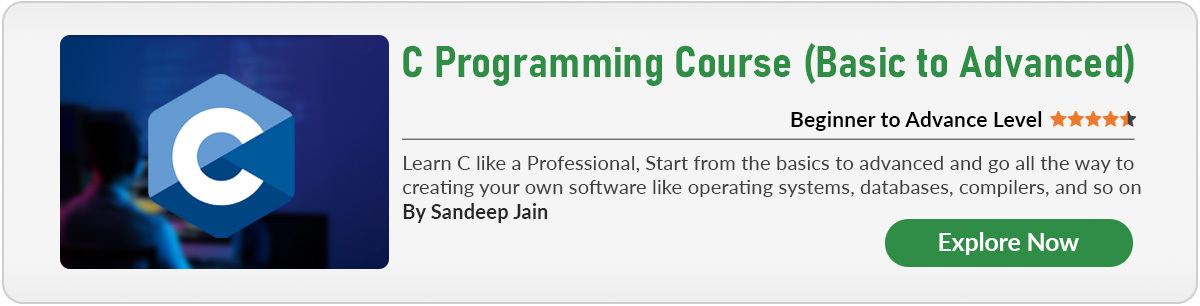 C
C Programming Course (Basic to Advanced)
Beginner to Advance Level
Learn C like a Professional, Start from the basics to advanced and go all the way to
creating your own software like operating systems, databases, compilers, and so on
By Sandeep Jain
Explore Now